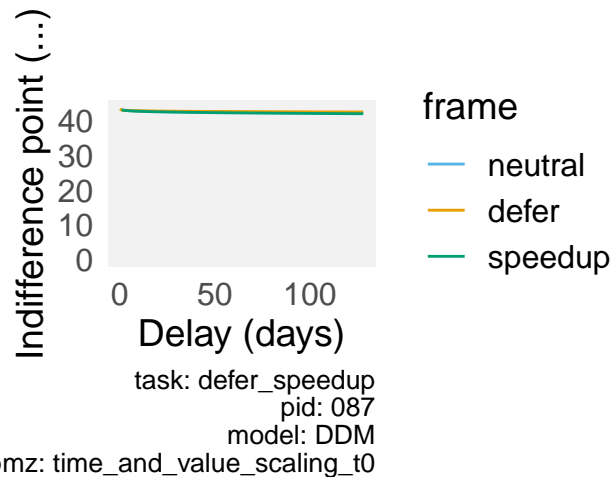 Indifference point (...)
40
30
20
10
0
0 50 100
Delay (days)
frame
neutral
defer
speedup
task: defer_speedup
pid: 087
model: DDM
time_and_value_scaling_t0